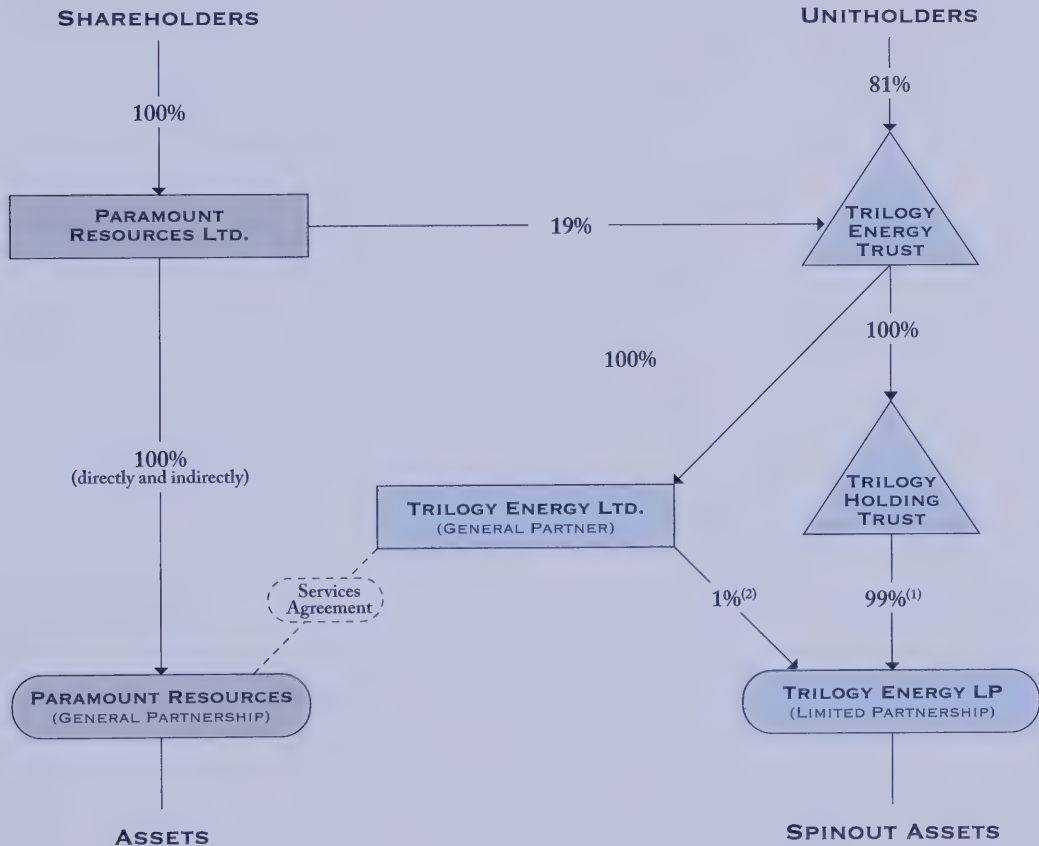 SHAREHOLDERS
UNITHOLDERS
100%
81%
PARAMOUNT
RESOURCES LTD.
19%
TRILOGY
ENERGY
TRUST
100%
100%
100%
(directly and indirectly)
TRILOGY ENERGY LTD.
(GENERAL PARTNER)
TRILOGY
HOLDING
TRUST
Services
Agreement
1%(2)
99%(1)
PARAMOUNT RESOURCES
(GENERAL PARTNERSHIP)
TRILOGY ENERGY LP
(LIMITED PARTNERSHIP)
ASSETS
SPINOUT ASSETS